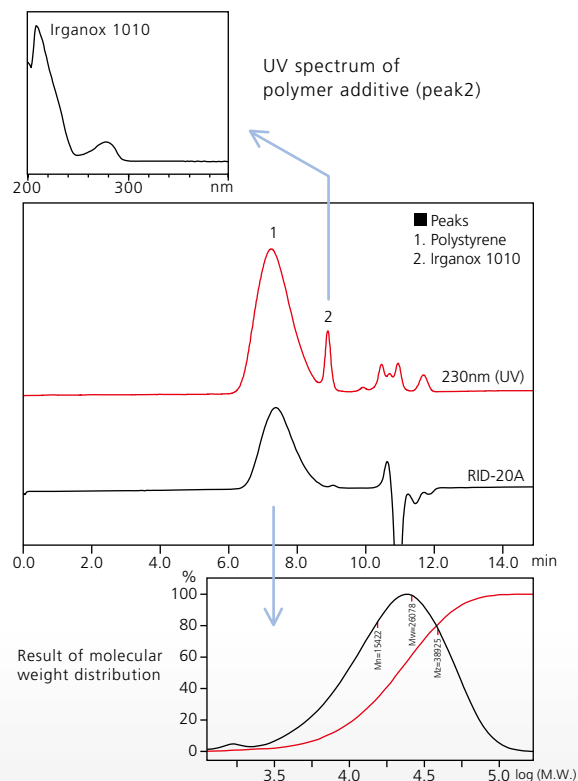 Irganox 1010
200
300
nm
UV spectrum of
polymer additive (peak2)
■ Peaks
1. Polystyrene
2. Irganox 1010
1
2
230nm (UV)
RID-20A
0.0 2.0 4.0 6.0 8.0 10.0 12.0 14.0 min
Result of molecular
weight distribution
%
100
80
60
40
20
0
Mn=15422
Mw=26078
Mz=38925
3.5 4.0 4.5 5.0 log (M.W.)